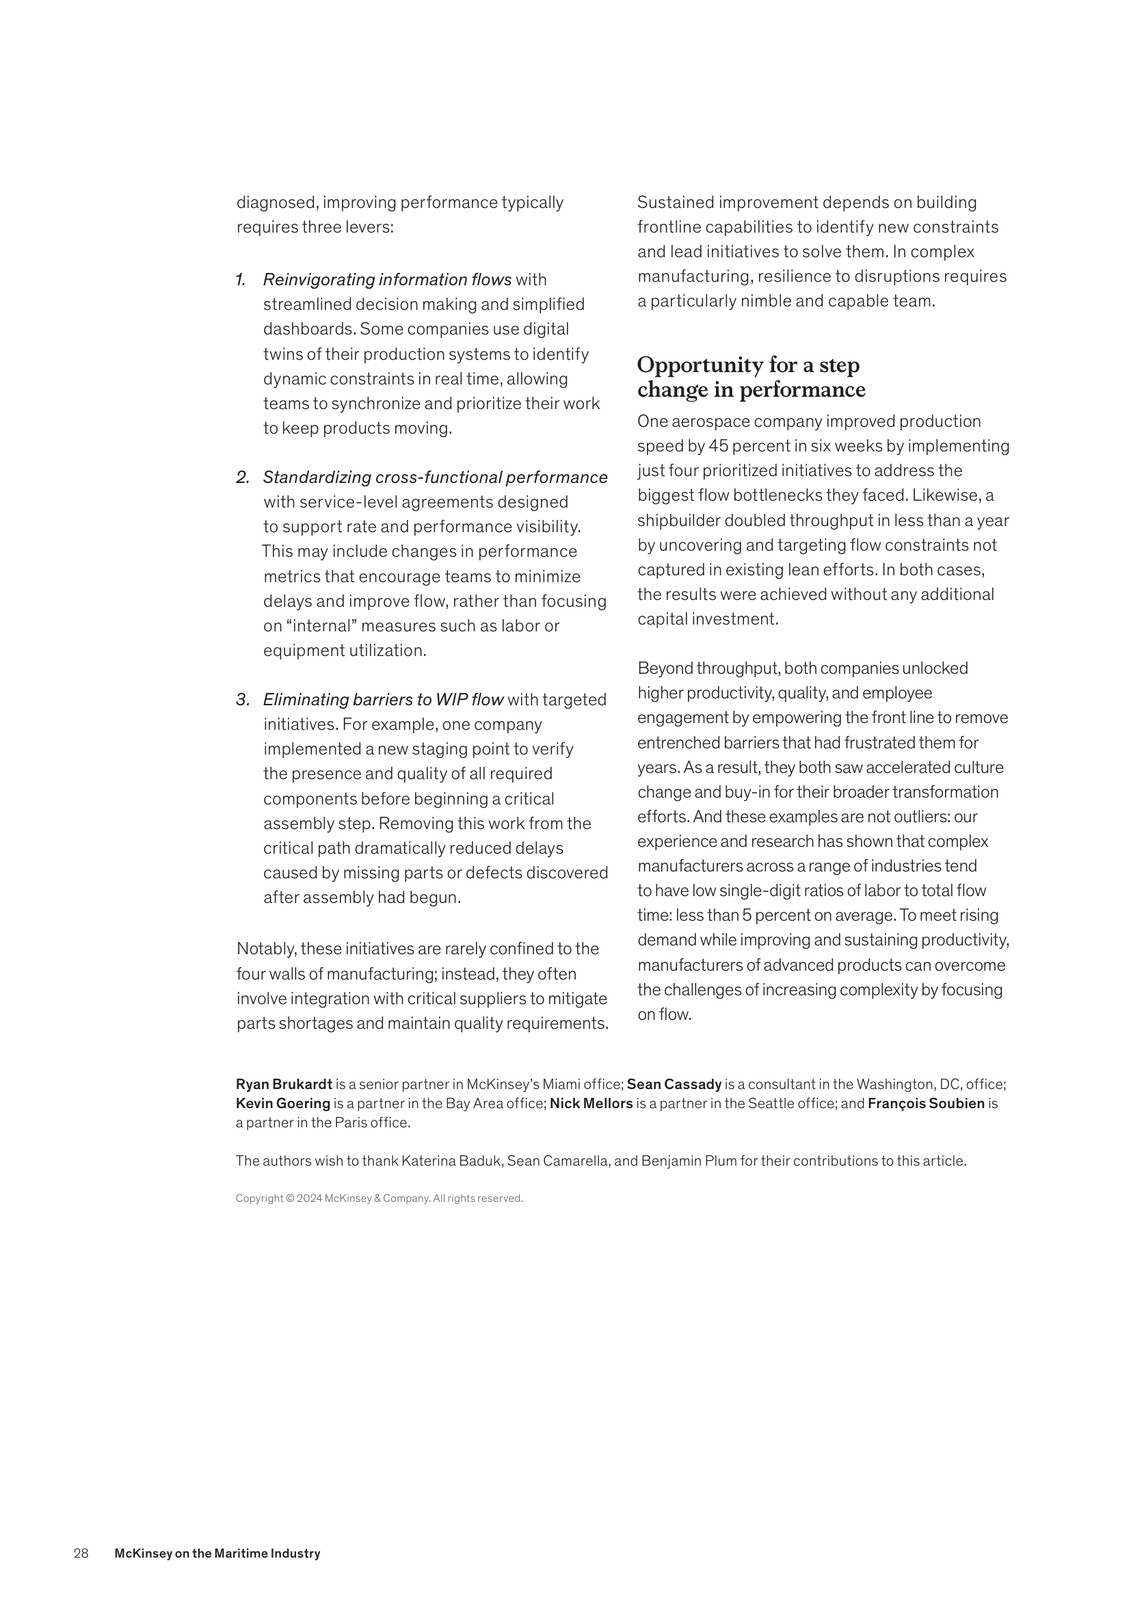 diagnosed, improving performance typically
requires three levers:
1. Reinvigorating information flows with
streamlined decision making and simplified
dashboards. Some companies use digital
twins of their production systems to identify
dynamic constraints in real time, allowing
teams to synchronize and prioritize their work
to keep products moving.
2. Standardizing cross-functional performance
with service-level agreements designed
to support rate and performance visibility.
This may include changes in performance
metrics that encourage teams to minimize
delays and improve flow, rather than focusing
on “internal” measures such as labor or
equipment utilization.
3. Eliminating barriers to WIP flow with targeted
initiatives. For example, one company
implemented a new staging point to verify
the presence and quality of all required
components before beginning a critical
assembly step. Removing this work from the
critical path dramatically reduced delays
caused by missing parts or defects discovered
after assembly had begun.
Notably, these initiatives are rarely confined to the
four walls of manufacturing; instead, they often
involve integration with critical suppliers to mitigate
parts shortages and maintain quality requirements.
Sustained improvement depends on building
frontline capabilities to identify new constraints
and lead initiatives to solve them. In complex
manufacturing, resilience to disruptions requires
a particularly nimble and capable team.
Opportunity for a step
change in performance
One aerospace company improved production
speed by 45 percent in six weeks by implementing
just four prioritized initiatives to address the
biggest flow bottlenecks they faced. Likewise, a
shipbuilder doubled throughput in less than a year
by uncovering and targeting flow constraints not
captured in existing lean efforts. In both cases,
the results were achieved without any additional
capital investment.
Beyond throughput, both companies unlocked
higher productivity, quality, and employee
engagement by empowering the front line to remove
entrenched barriers that had frustrated them for
years. As a result, they both saw accelerated culture
change and buy-in for their broader transformation
efforts. And these examples are not outliers: our
experience and research has shown that complex
manufacturers across a range of industries tend
to have low single-digit ratios of labor to total flow
time: less than 5 percent on average. To meet rising
demand while improving and sustaining productivity,
manufacturers of advanced products can overcome
the challenges of increasing complexity by focusing
on flow.
Ryan Brukardt is a senior partner in McKinsey’s Miami office; Sean Cassady is a consultant in the Washington, DC, office;
Kevin Goering is a partner in the Bay Area office; Nick Mellors is a partner in the Seattle office; and François Soubien is
a partner in the Paris office.
The authors wish to thank Katerina Baduk, Sean Camarella, and Benjamin Plum for their contributions to this article.
Copyright © 2024 McKinsey & Company. All rights reserved.
28 McKinsey on the Maritime Industry